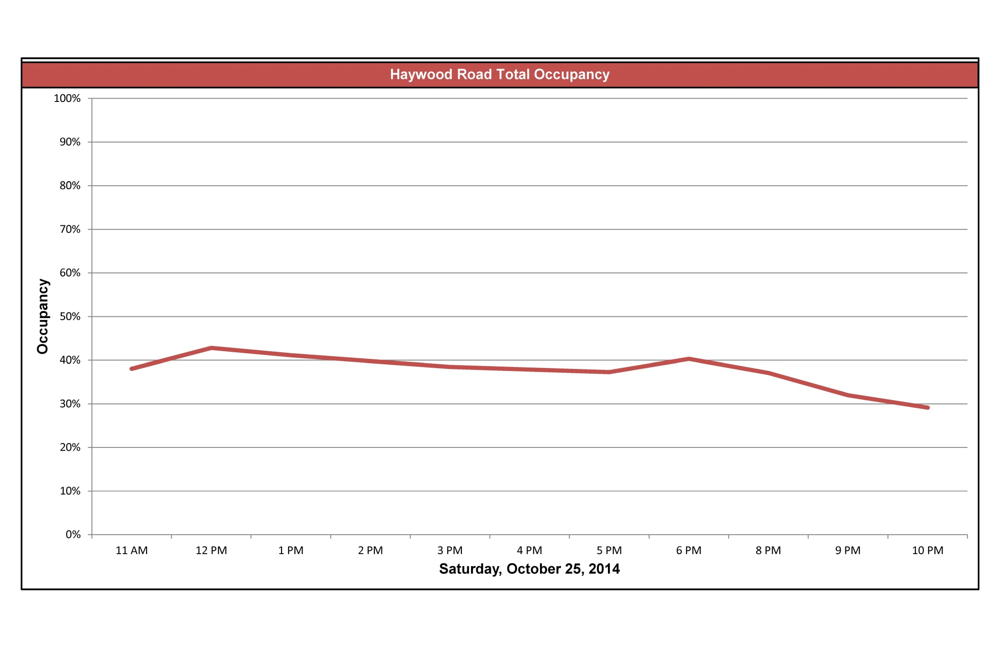 Haywood Road Total Occupancy
100%
90%
80%
70%
60%
50%
40%
30%
20%
10%
0%
Occupancy
11 AM 12 PM 1 PM 2 PM 3 PM 4 PM 5 PM 6 PM 8 PM 9 PM 10 PM
Saturday, October 25, 2014